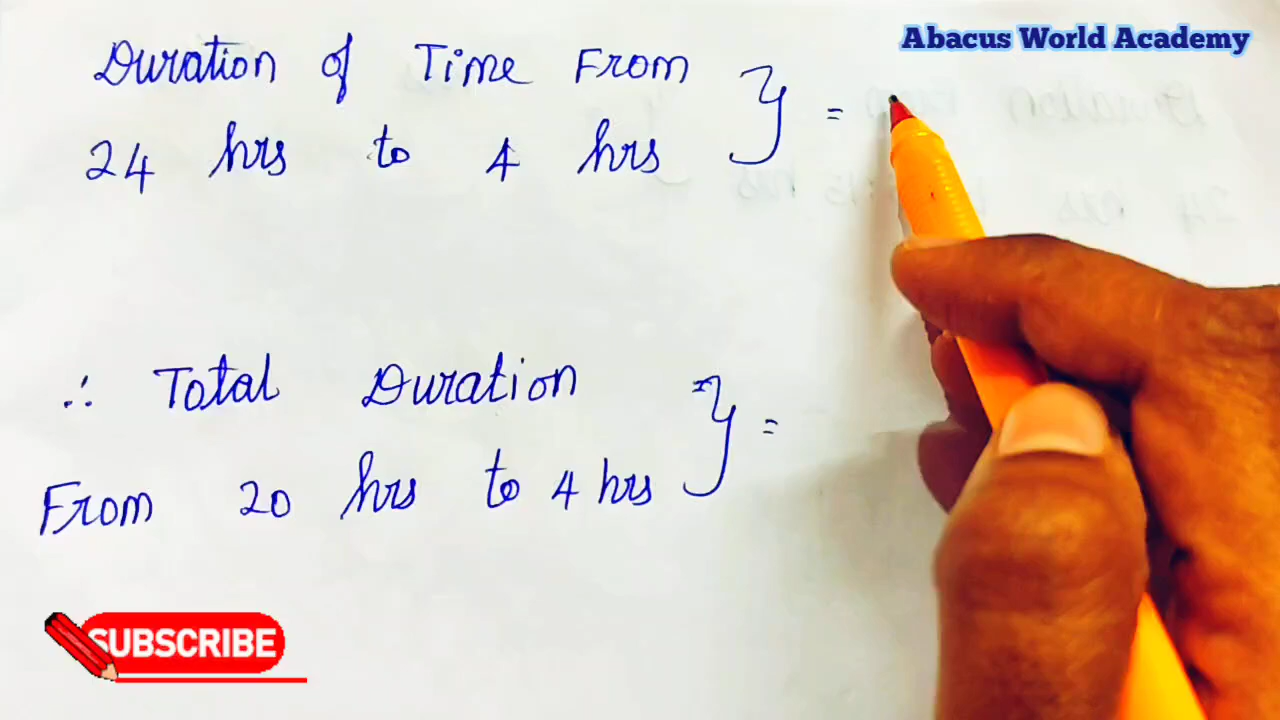 Abacus World Academy
Duration of Time From
24 hrs to 4 hrs } =
∴ Total Duration
From 20 hrs to 4 hrs } =
SUBSCRIBE